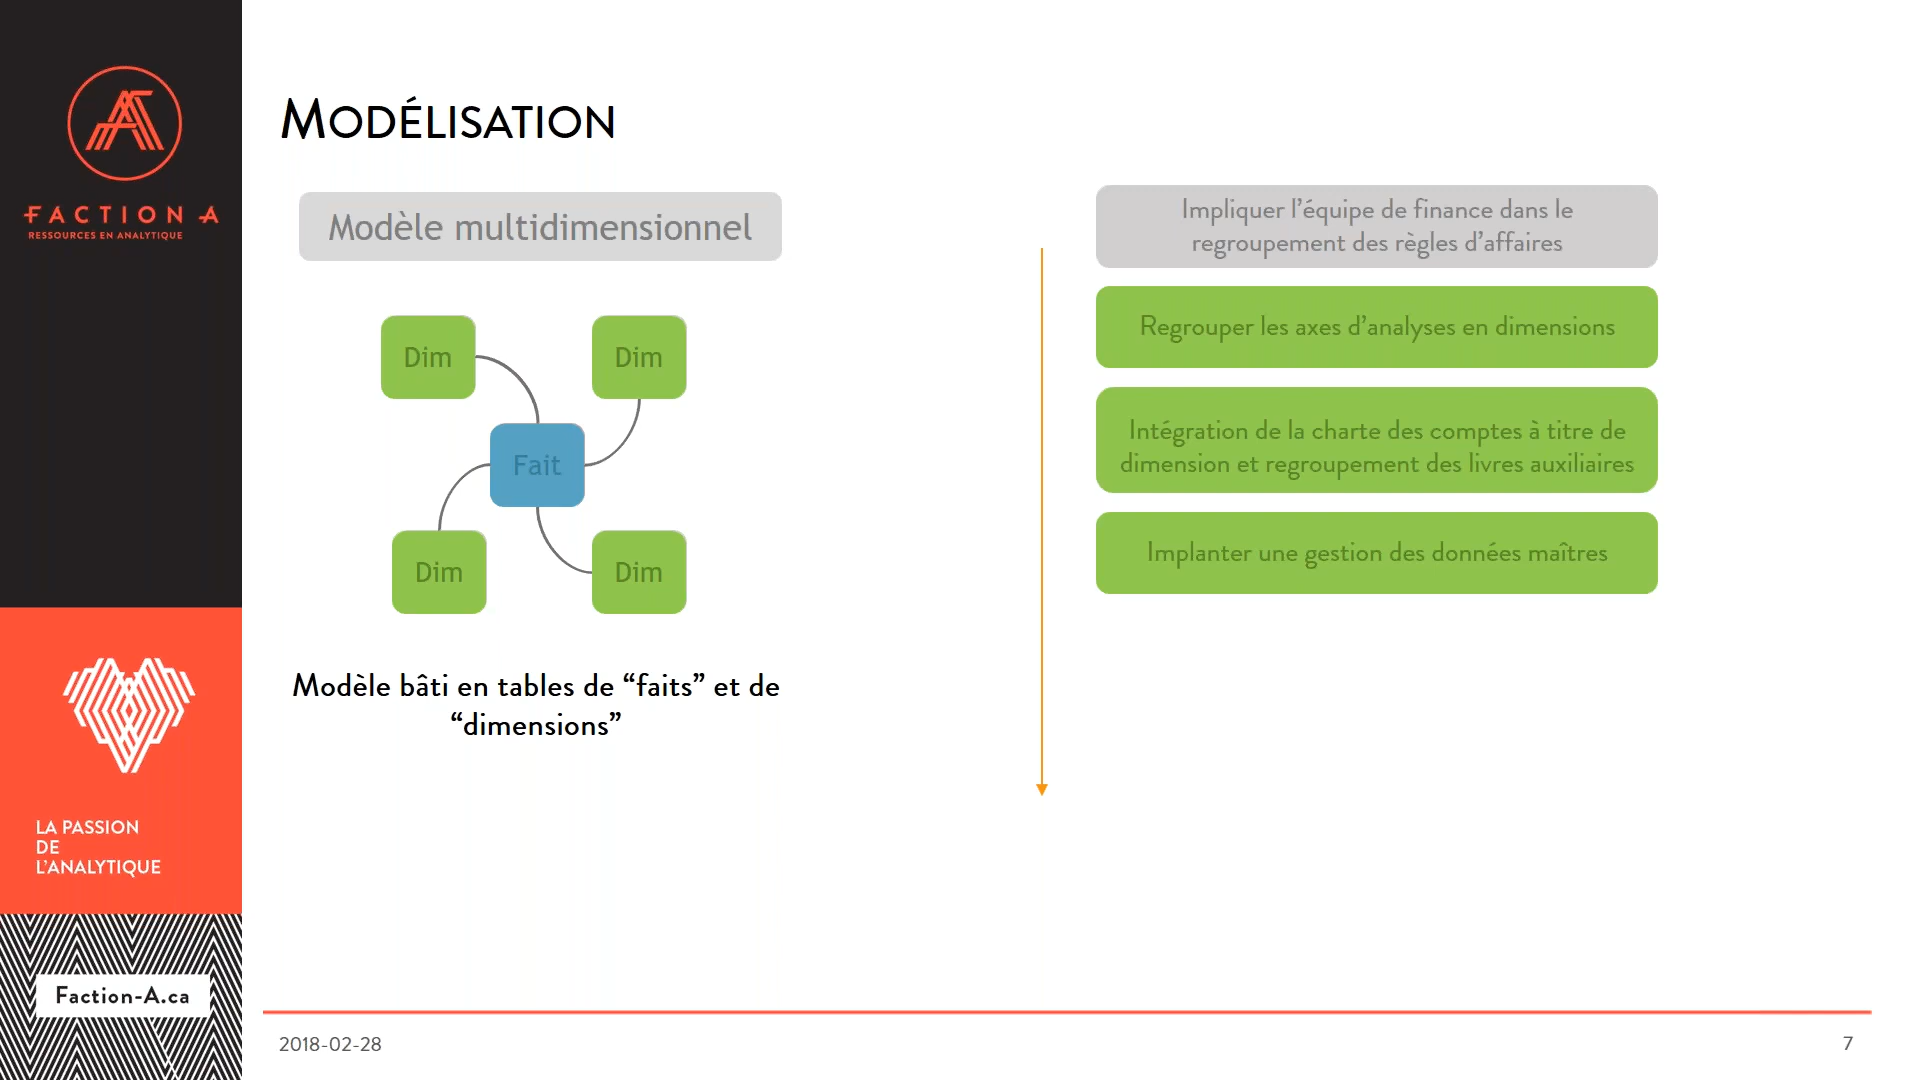 FACTION A
RESSOURCES EN ANALYTIQUE
LA PASSION
DE
L’ANALYTIQUE
Faction-A.ca
MODÉLISATION
Modèle multidimensionnel
Dim
Dim
Fait
Dim
Dim
Modèle bâti en tables de “faits” et de
“dimensions”
Impliquer l’équipe de finance dans le
regroupement des règles d’affaires
Regrouper les axes d’analyses en dimensions
Intégration de la charte des comptes à titre de
dimension et regroupement des livres auxiliaires
Implanter une gestion des données maîtres
2018-02-28
7